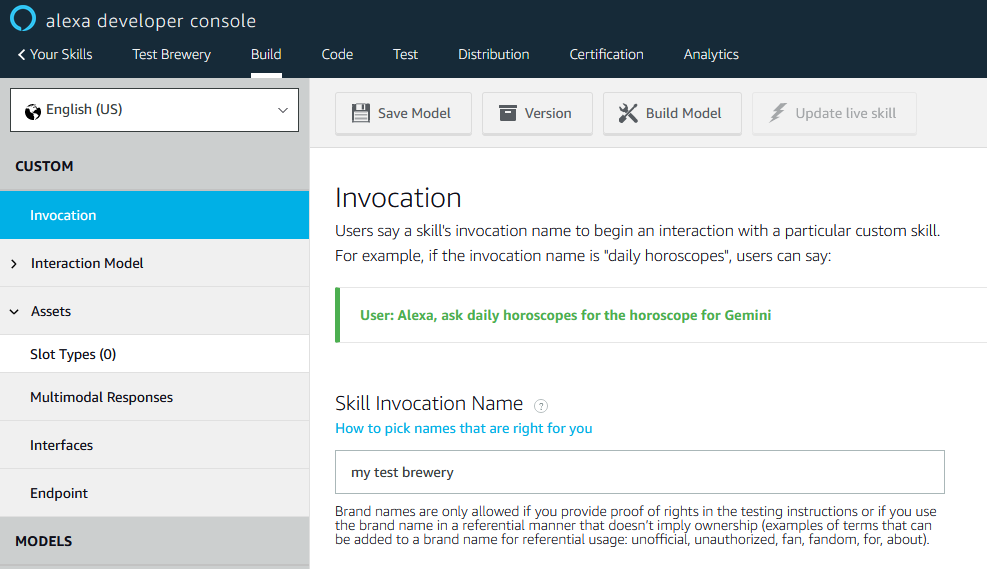 alexa developer console
Your Skills Test Brewery Build Code Test Distribution Certification Analytics
English (US)
Save Model Version Build Model Update live skill
CUSTOM
Invocation
Interaction Model
Assets
Slot Types (0)
Multimodal Responses
Interfaces
Endpoint
MODELS
Invocation
Users say a skill's invocation name to begin an interaction with a particular custom skill.
For example, if the invocation name is "daily horoscopes", users can say:
User: Alexa, ask daily horoscopes for the horoscope for Gemini
Skill Invocation Name ?
How to pick names that are right for you
my test brewery
Brand names are only allowed if you provide proof of rights in the testing instructions or if you use
the brand name in a referential manner that doesn’t imply ownership (examples of terms that can
be added to a brand name for referential usage: unofficial, unauthorized, fan, fandom, for, about).